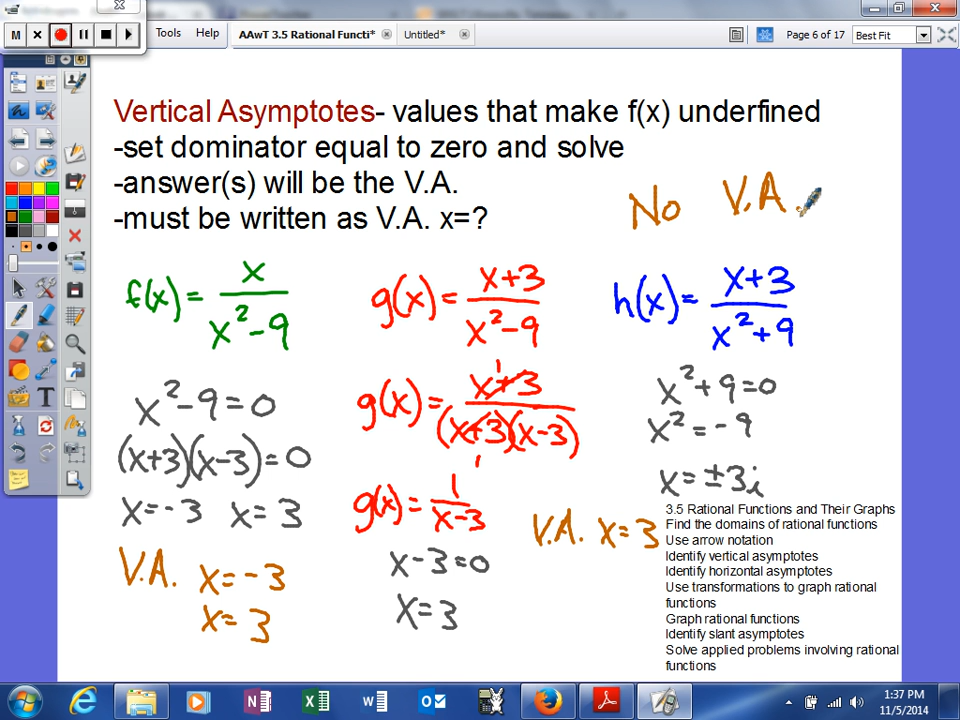 M
Tools Help AAwT 3.5 Rational Functi* Untitled* Page 6 of 17 Best Fit
Vertical Asymptotes- values that make f(x) underfined
-set dominator equal to zero and solve
-answer(s) will be the V.A.
-must be written as V.A. x=?
No V.A.
f(x) = x/(x²-9)
x²-9=0
(x+3)(x-3)=0
x=-3 x=3
V.A. x=-3
x=3
g(x) = (x+3)/(x²-9)
g(x) = (x+3)/((x+3)(x-3))
1
1
g(x) = 1/(x-3)
x-3=0
x=3
V.A. x=3
h(x) = (x+3)/(x²+9)
x²+9=0
x²=-9
x=±3i
3.5 Rational Functions and Their Graphs
Find the domains of rational functions
Use arrow notation
Identify vertical asymptotes
Identify horizontal asymptotes
Use transformations to graph rational
functions
Graph rational functions
Identify slant asymptotes
Solve applied problems involving rational
functions
1:37 PM
11/5/2014